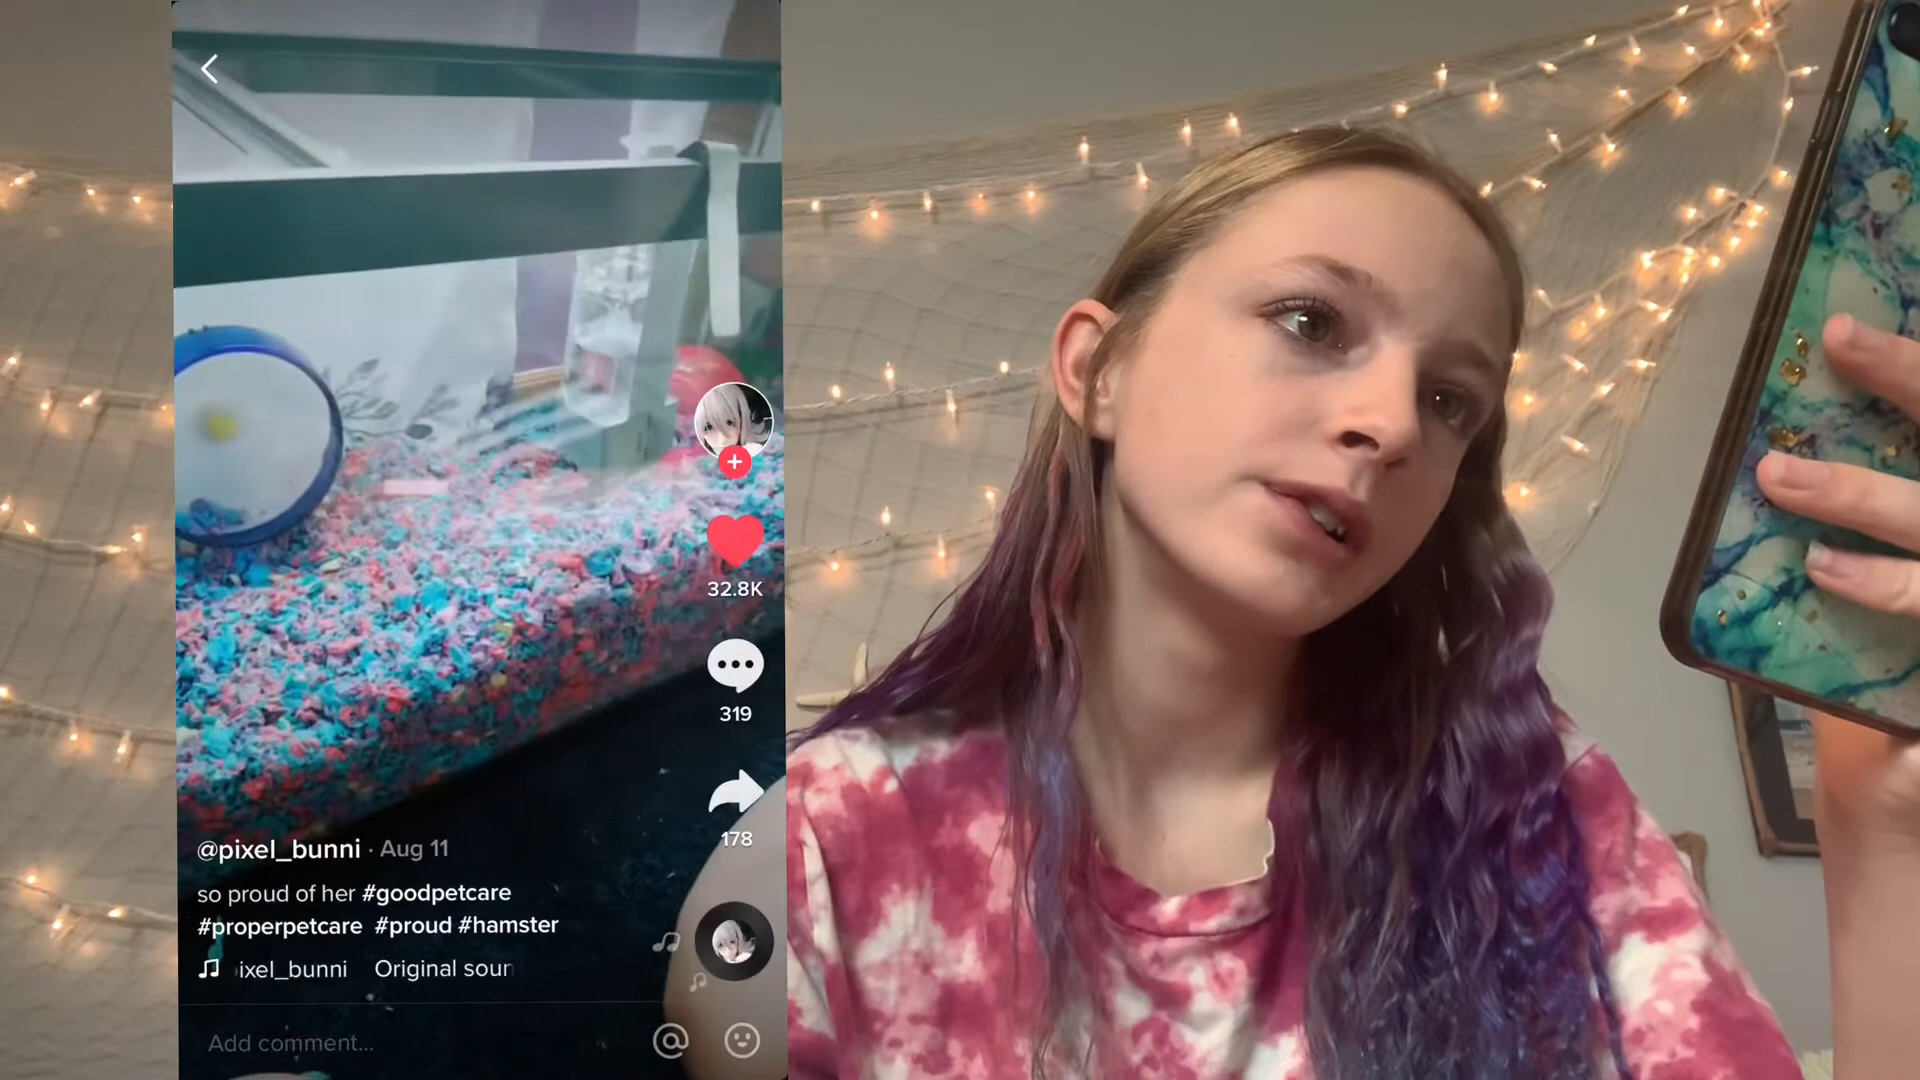 32.8K
319
178
@pixel_bunni · Aug 11
so proud of her #goodpetcare
#properpetcare #proud #hamster
ixel_bunni Original soun
Add comment...